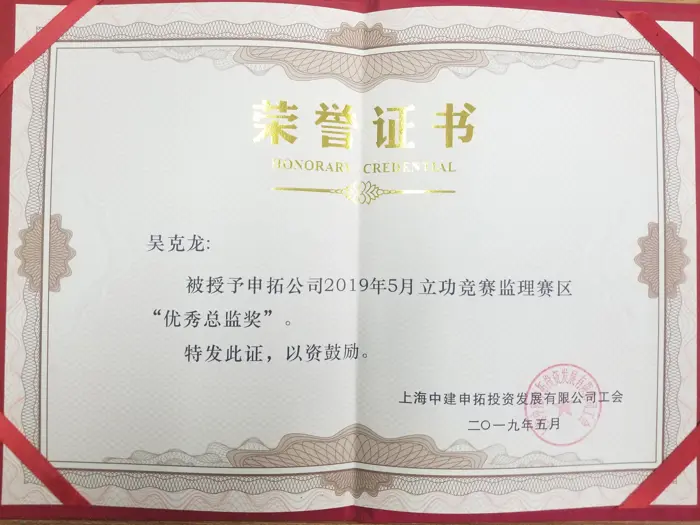 荣誉证书
HONORARY CREDENTIAL
吴克龙:
被授予申拓公司2019年5月立功竞赛监理赛区
“优秀总监奖”。
特发此证，以资鼓励。
上海中建申拓投资发展有限公司工会
二〇一九年五月